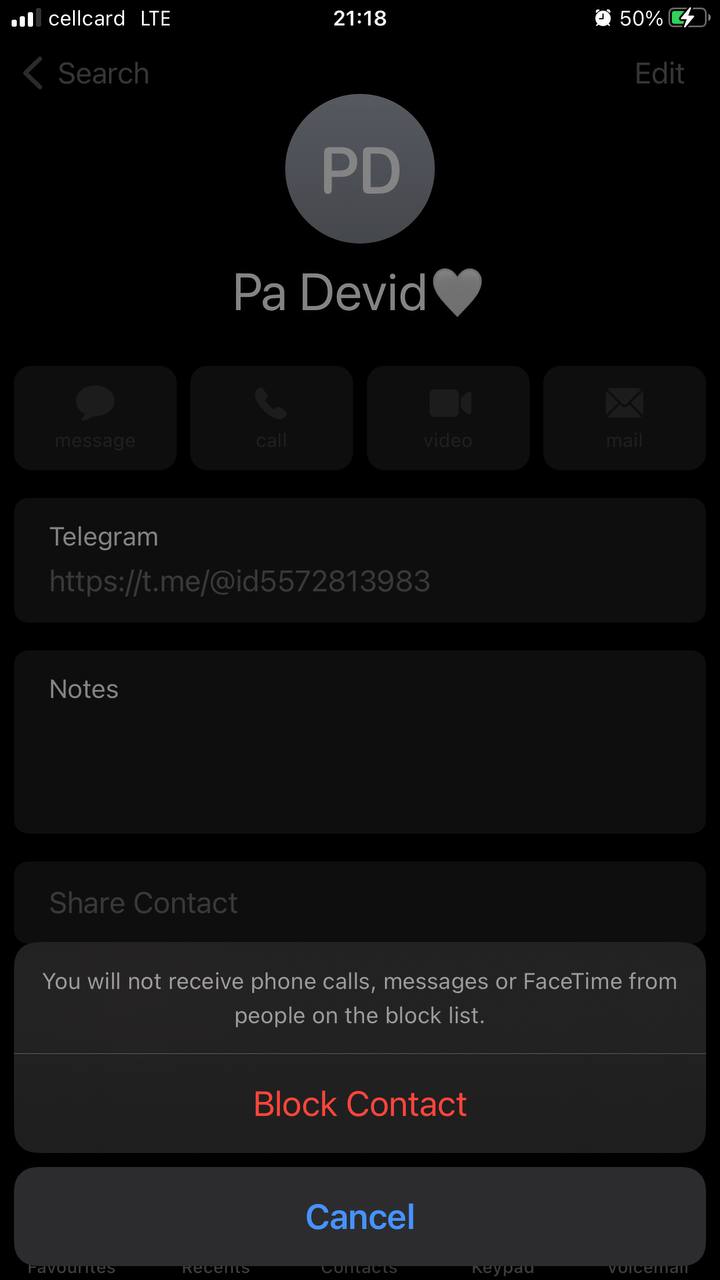 cellcard LTE 21:18 50%
Search Edit
PD
Pa Devid🤍
message call video mail
Telegram
https://t.me/@id5572813983
Notes
Share Contact
You will not receive phone calls, messages or FaceTime from
people on the block list.
Block Contact
Cancel
Favourites Recents Contacts Keypad Voicemail